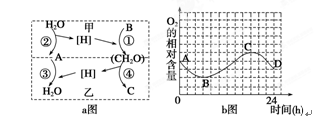 H₂O 甲 B
② [H] ①
A (CH₂O)
③ [H] ④
H₂O 乙 C
a图
O₂的相对含量
A B C D
0 24 时间(h)
b图